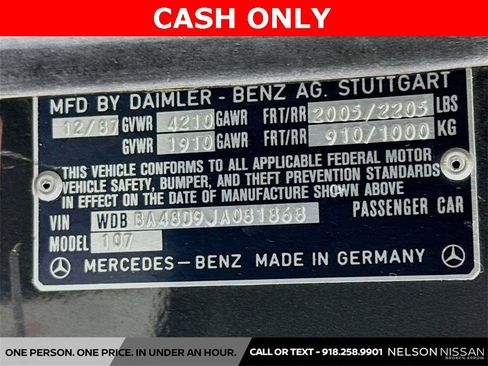 CASH ONLY
MFD BY DAIMLER - BENZ AG. STUTTGART
12/87 GVWR 4210 GAWR FRT/RR 2005/2205 LBS
GVWR 1910 GAWR FRT/RR 910/1000 KG
THIS VEHICLE CONFORMS TO ALL APPLICABLE FEDERAL MOTOR
VEHICLE SAFETY, BUMPER, AND THEFT PREVENTION STANDARDS
IN EFFECT ON THE DATE OF MANUFACTURE SHOWN ABOVE
VIN WDB BA48D9JA081868 PASSENGER CAR
MODEL 107
MERCEDES-BENZ MADE IN GERMANY
ONE PERSON. ONE PRICE. IN UNDER AN HOUR. CALL OR TEXT - 918.258.9901 NELSON NISSAN
BROKEN ARROW